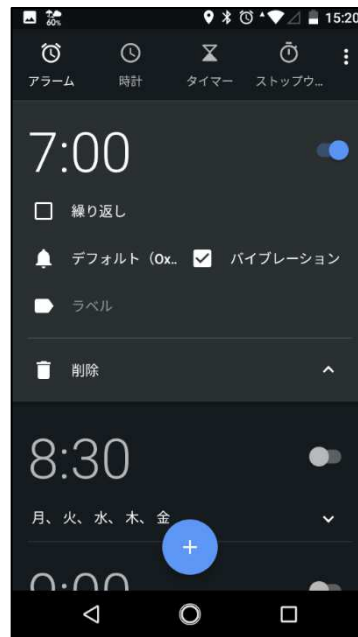 60% 15:20
アラーム 時計 タイマー ストップウ...
7:00
繰り返し
デフォルト（Ox.. バイブレーション
ラベル
削除
8:30
月、火、水、木、金